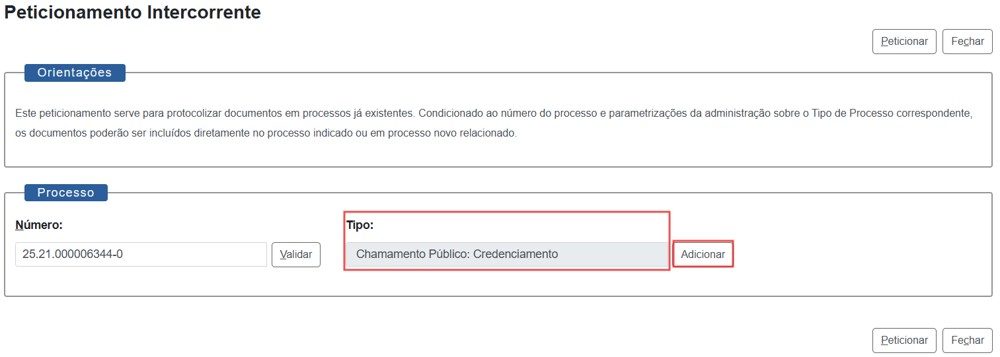 Peticionamento Intercorrente
Peticionar Fechar
Orientações
Este peticionamento serve para protocolizar documentos em processos já existentes. Condicionado ao número do processo e parametrizações da administração sobre o Tipo de Processo correspondente,
os documentos poderão ser incluídos diretamente no processo indicado ou em processo novo relacionado.
Processo
Número: Tipo:
25.21.000006344-0 Validar Chamamento Público: Credenciamento Adicionar
Peticionar Fechar